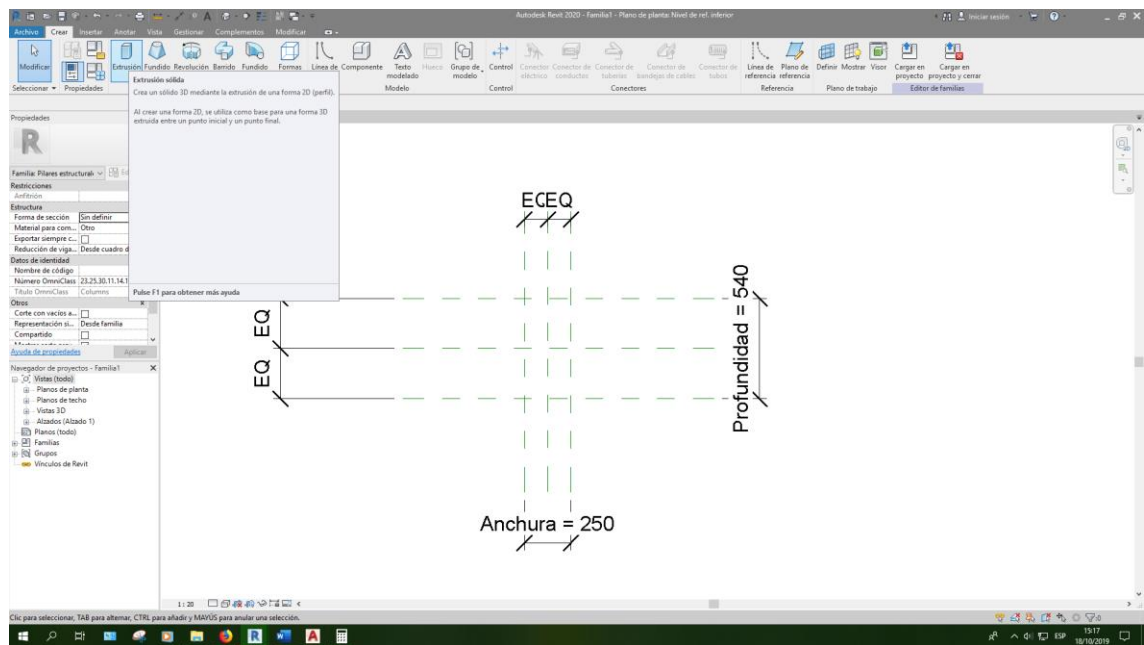 Autodesk Revit 2020 - Familia1 - Plano de planta: Nivel de ref. inferior
Iniciar sesión
Archivo Crear Insertar Anotar Vista Gestionar Complementos Modificar
Modificar Extrusión Fundido Revolución Barrido Fundido Formas Línea de Componente Texto modelado Hueco Grupo de modelo Control Conector eléctrico Conector de conductos Conector de tuberías Conector de bandejas de cables Conector de tubos Línea de referencia Plano de referencia Definir Mostrar Visor Cargar en proyecto Cargar en proyecto y cerrar
Seleccionar Propiedades Modelo Control Conectores Referencia Plano de trabajo Editor de familias
Extrusión sólida
Crea un sólido 3D mediante la extrusión de una forma 2D (perfil).
Al crear una forma 2D, se utiliza como base para una forma 3D
extruida entre un punto inicial y un punto final.
Pulse F1 para obtener más ayuda
Propiedades
R
Familia: Pilares estructurale
Restricciones
Anfitrión
Estructura
Forma de sección Sin definir
Material para com... Otro
Exportar siempre c...
Reducción de viga... Desde cuadro d
Datos de identidad
Nombre de código
Número OmniClass 23.25.30.11.14.1
Título OmniClass Columns
Otros
Corte con vacíos a...
Representación si... Desde familia
Compartido
Ayuda de propiedades Aplicar
Navegador de proyectos - Familia1
Vistas (todo)
Planos de planta
Planos de techo
Vistas 3D
Alzados (Alzado 1)
Planos (todo)
Familias
Grupos
Vínculos de Revit
EQ
EQ
EQ
EQ
Profundidad = 540
Anchura = 250
1 : 20
Clic para seleccionar, TAB para alternar, CTRL para añadir y MAYÚS para anular una selección.
:0
R W A
ESP
15:17
18/10/2019